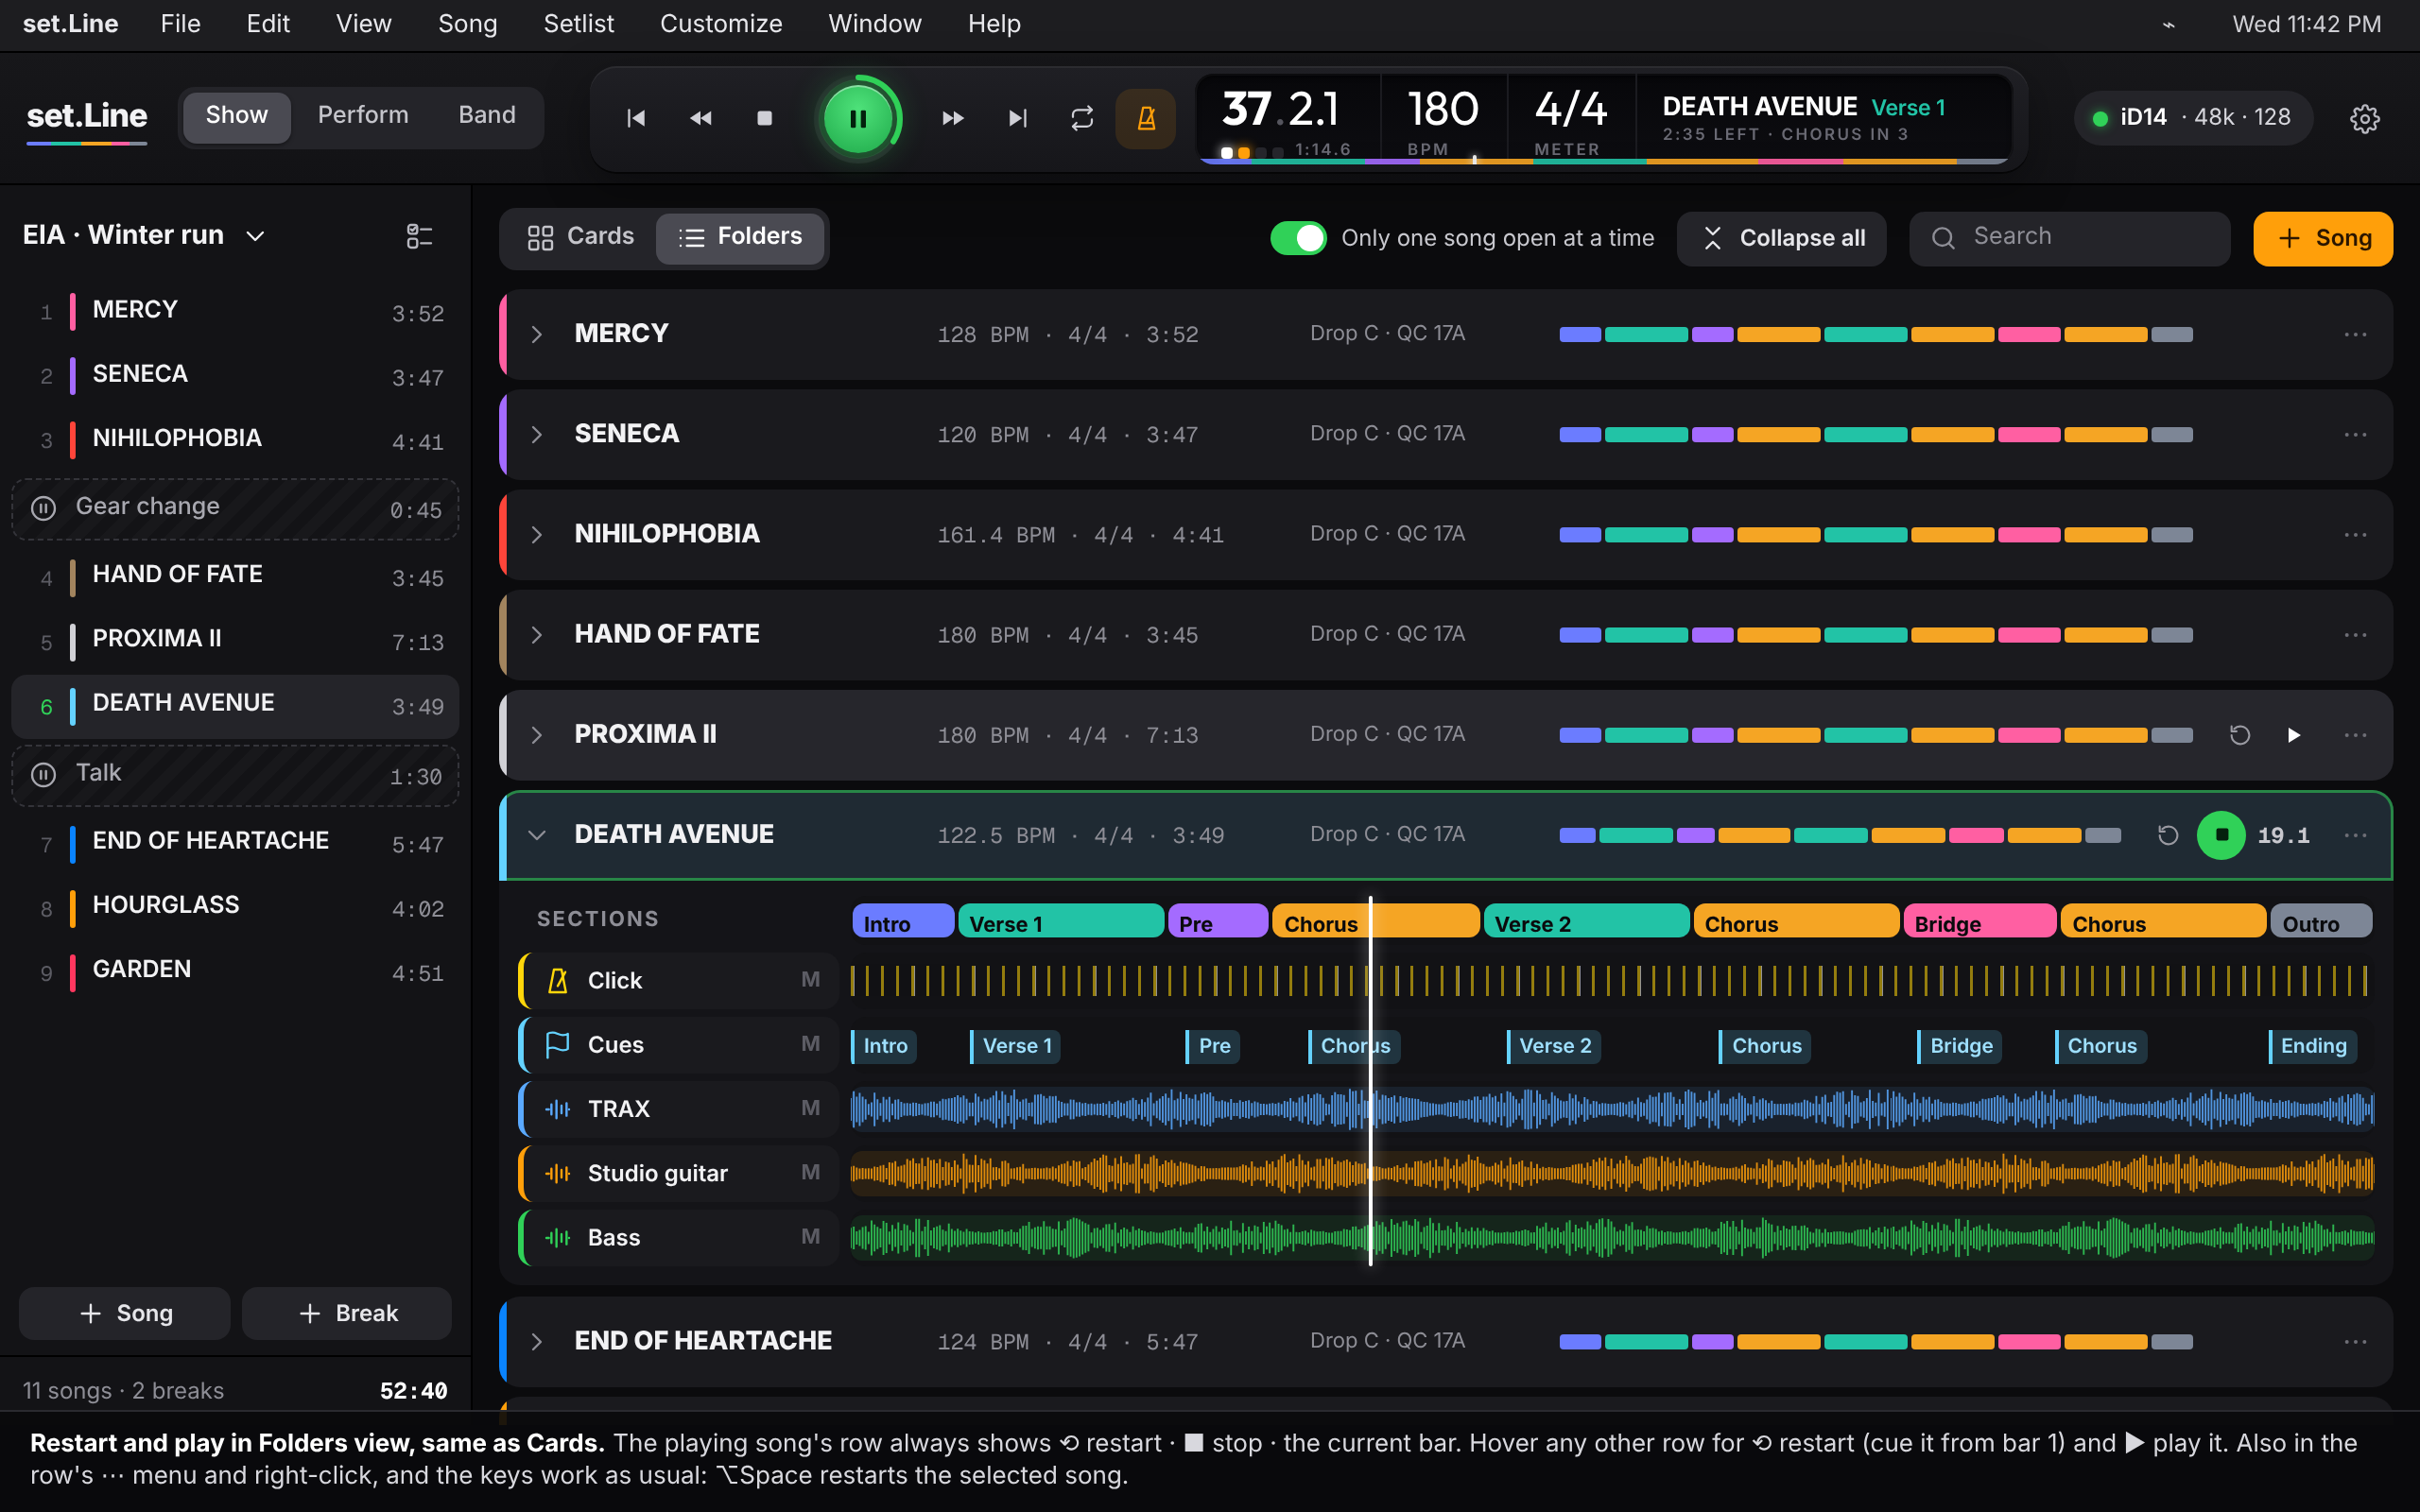 set.Line File Edit View Song Setlist Customize Window Help Wed 11:42 PM
set.Line Show Perform Band
37.2.1 180 4/4 DEATH AVENUE Verse 1
2:35 LEFT · CHORUS IN 3
1:14.6 BPM METER
iD14 · 48k · 128
EIA · Winter run
1 MERCY 3:52
2 SENECA 3:47
3 NIHILOPHOBIA 4:41
Gear change 0:45
4 HAND OF FATE 3:45
5 PROXIMA II 7:13
6 DEATH AVENUE 3:49
Talk 1:30
7 END OF HEARTACHE 5:47
8 HOURGLASS 4:02
9 GARDEN 4:51
+ Song + Break
11 songs · 2 breaks 52:40
Cards Folders Only one song open at a time Collapse all Search + Song
MERCY 128 BPM · 4/4 · 3:52 Drop C · QC 17A ···
SENECA 120 BPM · 4/4 · 3:47 Drop C · QC 17A ···
NIHILOPHOBIA 161.4 BPM · 4/4 · 4:41 Drop C · QC 17A ···
HAND OF FATE 180 BPM · 4/4 · 3:45 Drop C · QC 17A ···
PROXIMA II 180 BPM · 4/4 · 7:13 Drop C · QC 17A ···
DEATH AVENUE 122.5 BPM · 4/4 · 3:49 Drop C · QC 17A 19.1 ···
SECTIONS Intro Verse 1 Pre Chorus Verse 2 Chorus Bridge Chorus Outro
Click M
Cues M Intro Verse 1 Pre Chorus Verse 2 Chorus Bridge Chorus Ending
TRAX M
Studio guitar M
Bass M
END OF HEARTACHE 124 BPM · 4/4 · 5:47 Drop C · QC 17A ···
Restart and play in Folders view, same as Cards. The playing song's row always shows ⟲ restart · ■ stop · the current bar. Hover any other row for ⟲ restart (cue it from bar 1) and ▶ play it. Also in the
row's ··· menu and right-click, and the keys work as usual: ⌥Space restarts the selected song.